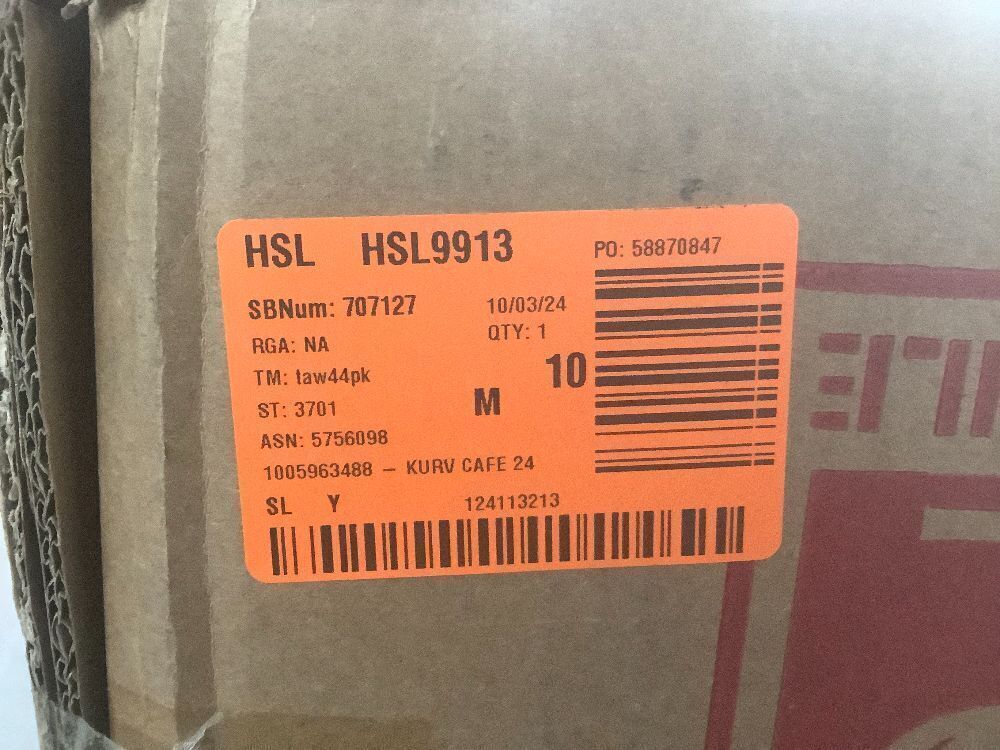 HSL HSL9913
PO: 58870847
SBNum: 707127
10/03/24
QTY: 1
RGA: NA
TM: taw44pk
10
ST: 3701
M
ASN: 5756098
1005963488 – KURV CAFE 24
SL Y
124113213